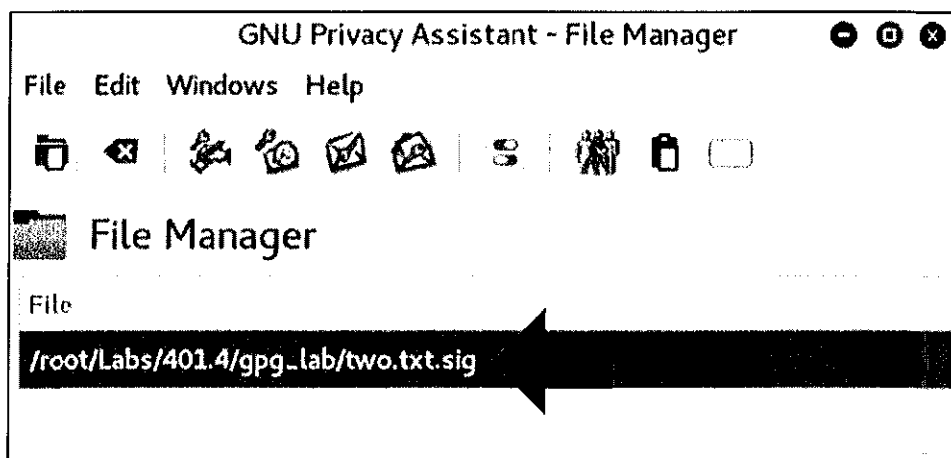 GNU Privacy Assistant - File Manager
File Edit Windows Help
File Manager
File
/root/Labs/401.4/gpg_lab/two.txt.sig